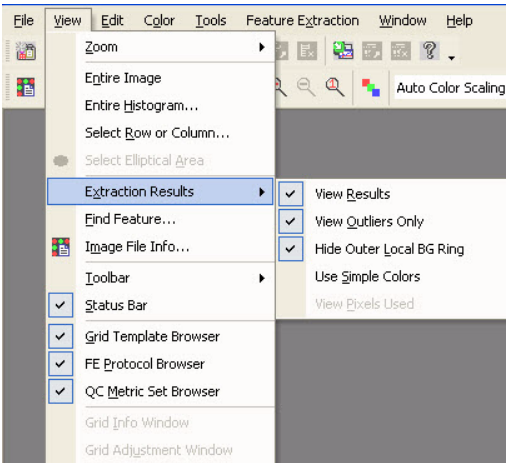 File View Edit Color Tools Feature Extraction Window Help
Zoom
Entire Image
Entire Histogram...
Auto Color Scaling
Select Row or Column...
Select Elliptical Area
Extraction Results
View Results
Find Feature...
View Outliers Only
Image File Info...
Hide Outer Local BG Ring
Toolbar
Use Simple Colors
Status Bar
View Pixels Used
Grid Template Browser
FE Protocol Browser
QC Metric Set Browser
Grid Info Window
Grid Adjustment Window